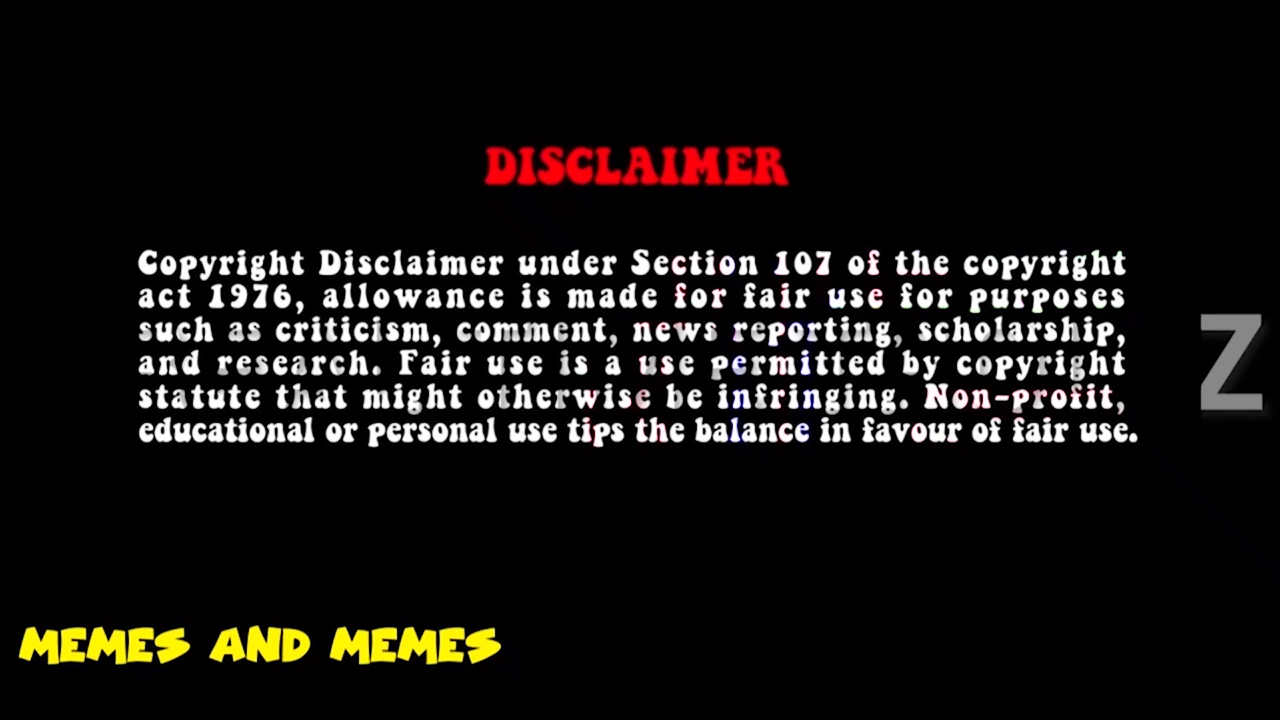 DISCLAIMER
Copyright Disclaimer under Section 107 of the copyright
act 1976, allowance is made for fair use for purposes
such as criticism, comment, news reporting, scholarship,
and research. Fair use is a use permitted by copyright
statute that might otherwise be infringing. Non-profit,
educational or personal use tips the balance in favour of fair use.
Z
MEMES AND MEMES